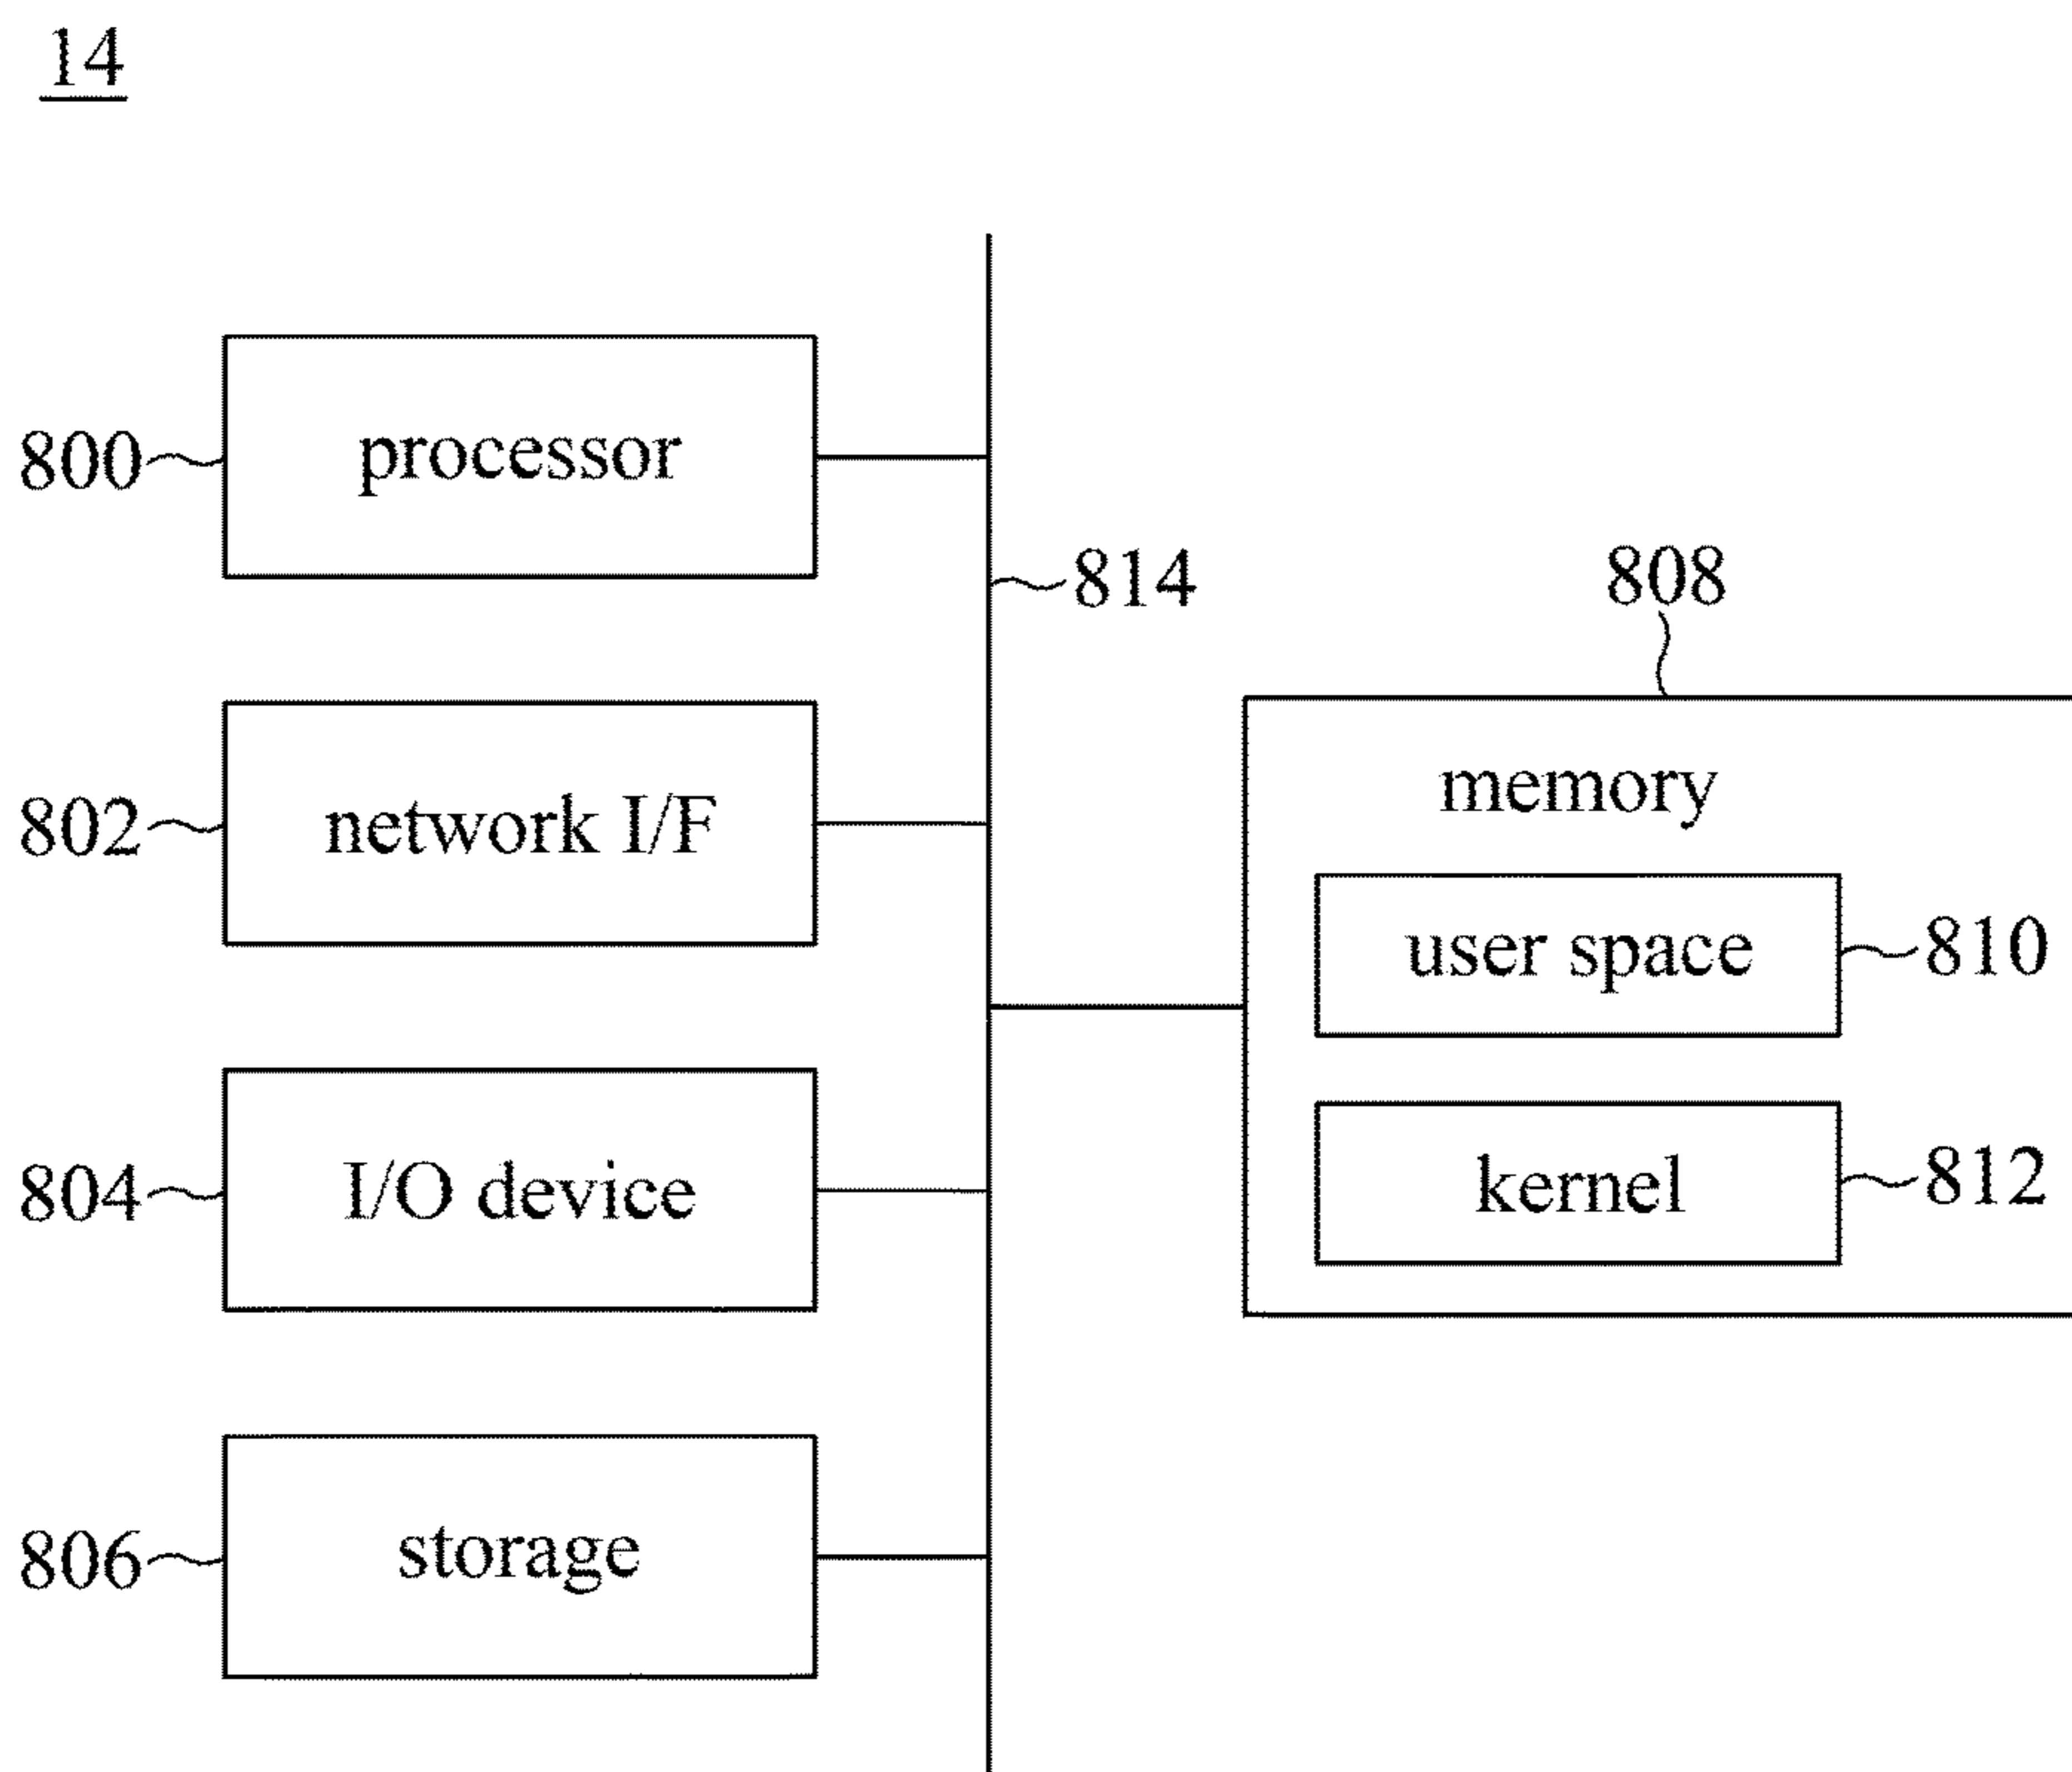 14
800
processor
814
808
802
network I/F
memory
user space
810
804
I/O device
kernel
812
806
storage